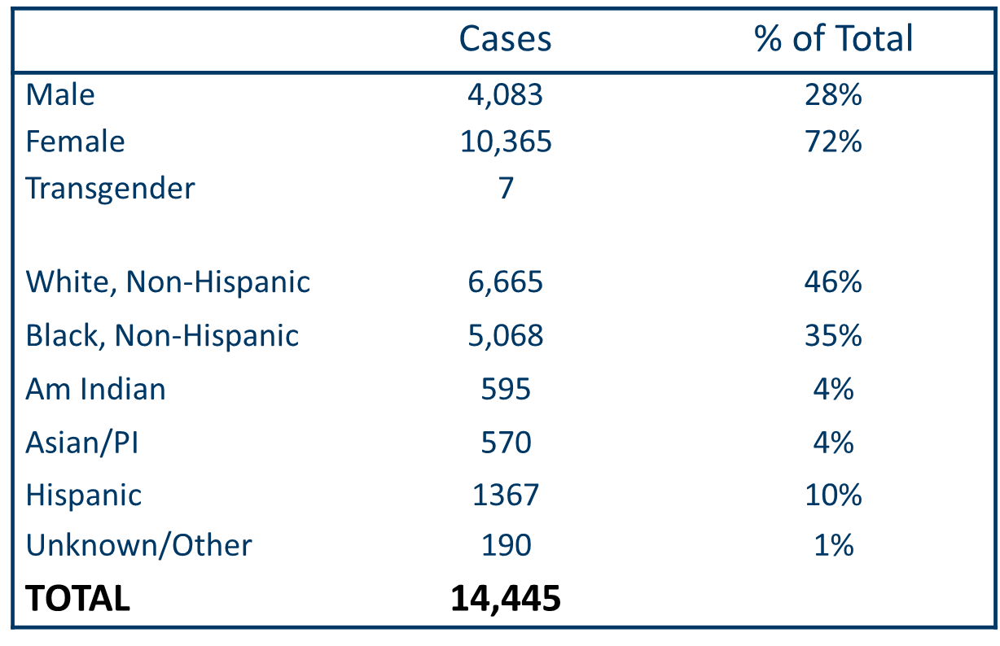 Cases % of Total
Male 4,083 28%
Female 10,365 72%
Transgender 7
White, Non-Hispanic 6,665 46%
Black, Non-Hispanic 5,068 35%
Am Indian 595 4%
Asian/PI 570 4%
Hispanic 1367 10%
Unknown/Other 190 1%
TOTAL 14,445